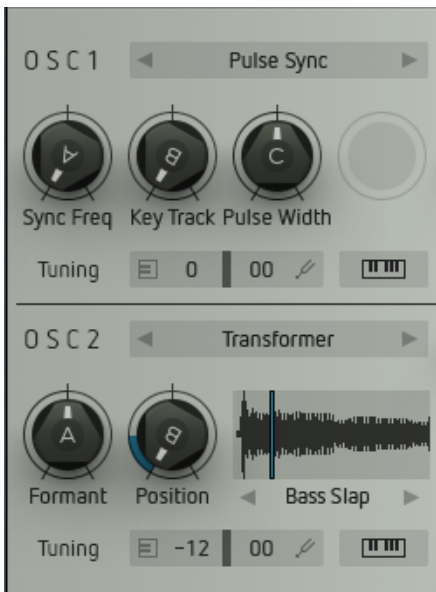 OSC1 Pulse Sync
A B C
Sync Freq Key Track Pulse Width
Tuning 0 00
OSC2 Transformer
A B
Formant Position Bass Slap
Tuning -12 00